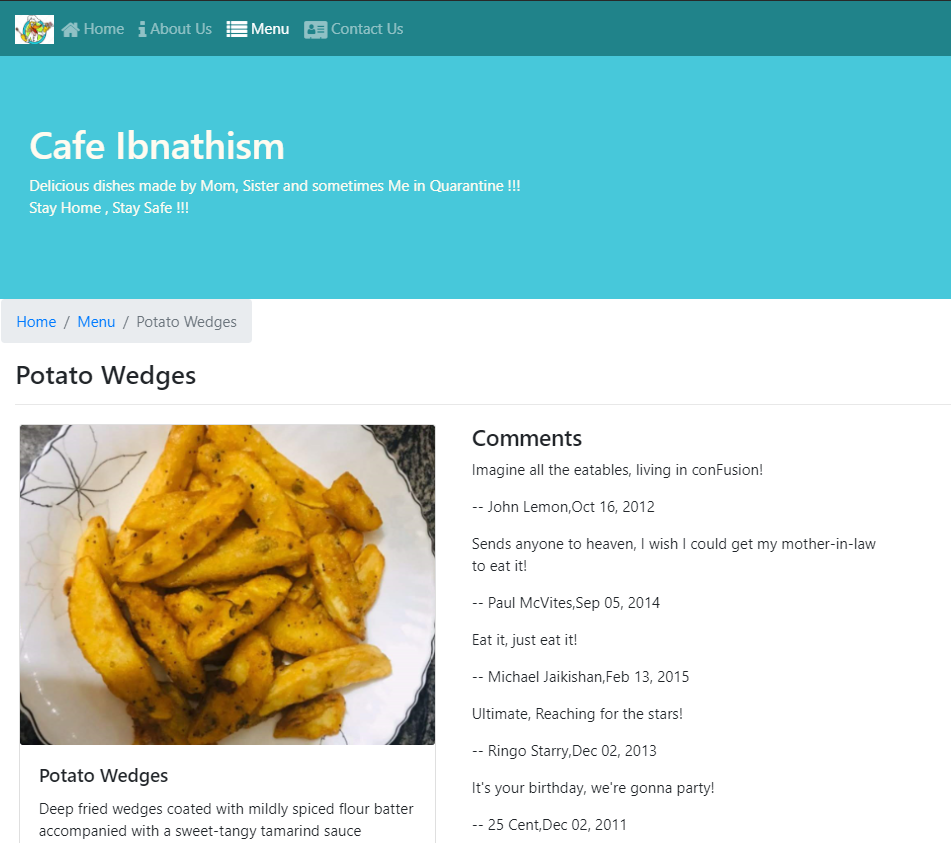 Home About Us Menu Contact Us
Cafe Ibnathism
Delicious dishes made by Mom, Sister and sometimes Me in Quarantine !!!
Stay Home , Stay Safe !!!
Home / Menu / Potato Wedges
Potato Wedges
Potato Wedges
Deep fried wedges coated with mildly spiced flour batter
accompanied with a sweet-tangy tamarind sauce
Comments
Imagine all the eatables, living in conFusion!
-- John Lemon,Oct 16, 2012
Sends anyone to heaven, I wish I could get my mother-in-law
to eat it!
-- Paul McVites,Sep 05, 2014
Eat it, just eat it!
-- Michael Jaikishan,Feb 13, 2015
Ultimate, Reaching for the stars!
-- Ringo Starry,Dec 02, 2013
It's your birthday, we're gonna party!
-- 25 Cent,Dec 02, 2011